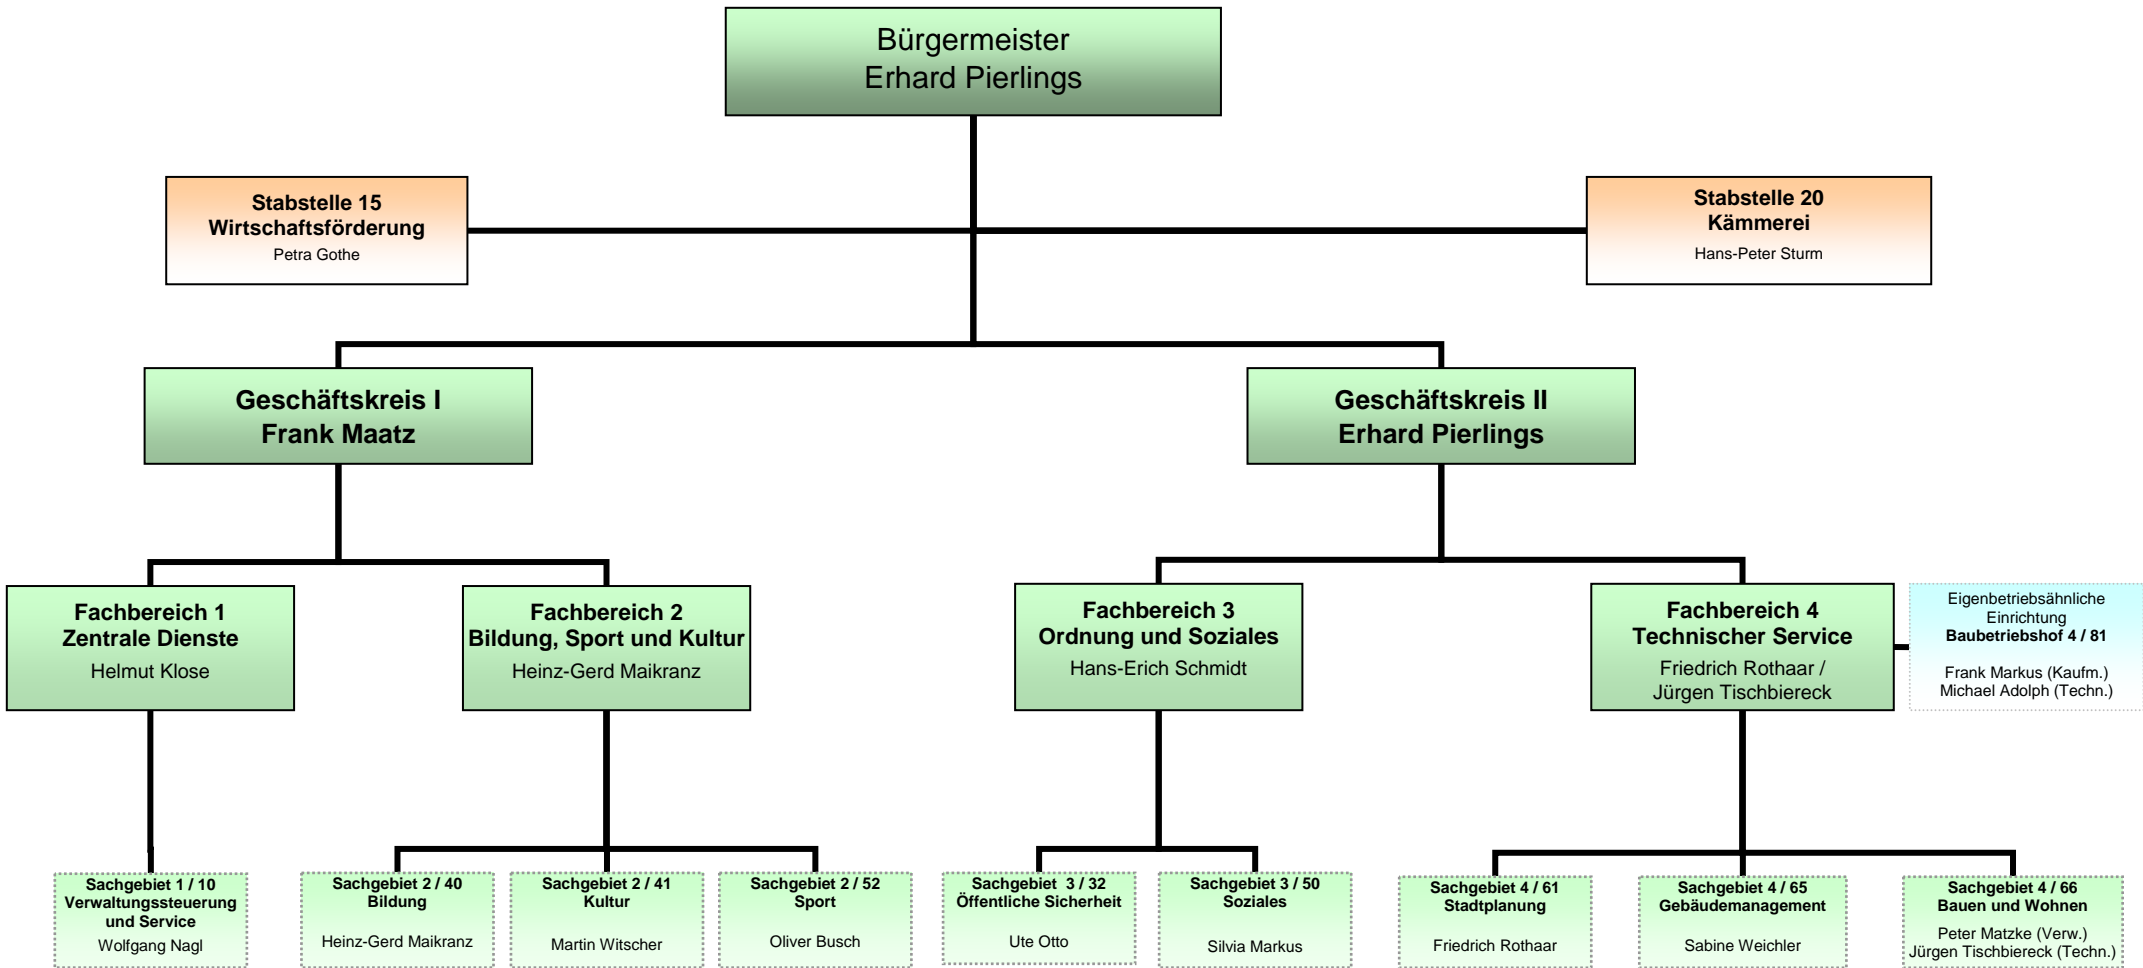 Bürgermeister
Erhard Pierlings
Stabstelle 15
Wirtschaftsförderung
Petra Gothe
Stabstelle 20
Kämmerei
Hans-Peter Sturm
Geschäftskreis I
Frank Maatz
Geschäftskreis II
Erhard Pierlings
Fachbereich 1
Zentrale Dienste
Helmut Klose
Fachbereich 2
Bildung, Sport und Kultur
Heinz-Gerd Maikranz
Fachbereich 3
Ordnung und Soziales
Hans-Erich Schmidt
Fachbereich 4
Technischer Service
Friedrich Rothaar /
Jürgen Tischbiereck
Eigenbetriebsähnliche
Einrichtung
Baubetriebshof 4 / 81
Frank Markus (Kaufm.)
Michael Adolph (Techn.)
Sachgebiet 1 / 10
Verwaltungssteuerung
und Service
Wolfgang Nagl
Sachgebiet 2 / 40
Bildung
Heinz-Gerd Maikranz
Sachgebiet 2 / 41
Kultur
Martin Witscher
Sachgebiet 2 / 52
Sport
Oliver Busch
Sachgebiet 3 / 32
Öffentliche Sicherheit
Ute Otto
Sachgebiet 3 / 50
Soziales
Silvia Markus
Sachgebiet 4 / 61
Stadtplanung
Friedrich Rothaar
Sachgebiet 4 / 65
Gebäudemanagement
Sabine Weichler
Sachgebiet 4 / 66
Bauen und Wohnen
Peter Matzke (Verw.)
Jürgen Tischbiereck (Techn.)